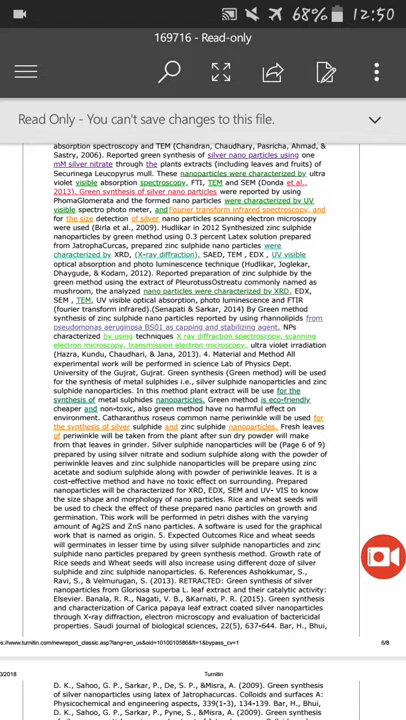 68% 12:50
169716 - Read-only
Read Only - You can't save changes to this file.
absorption spectroscopy and TEM (Chandran, Chaudhary, Pasricha, Ahmad, &
Sastry, 2006). Reported green synthesis of silver nano particles using one
mM silver nitrate through the plants extracts (including leaves and fruits) of
Securinega Leucopyrus mull. These nanoparticles were characterized by ultra
violet visible absorption spectroscopy, FTI, TEM and SEM (Donda et al.,
2013). Green synthesis of silver nano particles were reported by using
PhomaGlomerata and the formed nano particles were characterized by UV
visible spectro photo meter, and Fourier transform infrared spectroscopy, and
for the size detection of silver nano particles scanning electron microscopy
were used (Birla et al., 2009). Hudlikar in 2012 Synthesized zinc sulphide
nanoparticles by green method using 0.3 percent Latex solution prepared
from JatrophaCurcas, prepared zinc sulphide nano particles were
characterized by XRD, (X-ray diffraction), SAED, TEM , EDX , UV visible
optical absorption and photo luminescence technique (Hudlikar, Joglekar,
Dhaygude, & Kodam, 2012). Reported preparation of zinc sulphide by the
green method using the extract of PleurotussOstreatu commonly named as
mushroom, the analyzed nano particles were characterized by XRD, EDX,
SEM , TEM, UV visible optical absorption, photo luminescence and FTIR
(fourier transform infrared).(Senapati & Sarkar, 2014) By Green method
synthesis of zinc sulphide nano particles reported by using rhannolipids from
pseudomonas aeruginosa BS01 as capping and stabilizing agent. NPs
characterized by using techniques X ray diffraction spectroscopy, scanning
electron microscopy, transmission electron microscopy, ultra violet irradiation
(Hazra, Kundu, Chaudhari, & Jana, 2013). 4. Material and Method All
experimental work will be performed in science Lab of Physics Dept.
University of the Gujrat, Gujrat. Green synthesis (Green method) will be used
for the synthesis of metal sulphides i.e., silver sulphide nanoparticles and zinc
sulphide nanoparticles. In this method plant extract will be use for the
synthesis of metal sulphides nanoparticles. Green method is eco-friendly
cheaper and non-toxic, also green method have no harmful effect on
environment. Catharanthus roseus common name periwinkle will be used for
the synthesis of silver sulphide and zinc sulphide nanoparticles. Fresh leaves
of periwinkle will be taken from the plant after sun dry powder will make
from that leaves in grinder. Silver sulphide nanoparticles will be (Page 6 of 9)
prepared by using silver nitrate and sodium sulphide along with the powder of
periwinkle leaves and zinc sulphide nanoparticles will be prepare using zinc
acetate and sodium sulphide along with powder of periwinkle leaves. It is a
cost-effective method and have no toxic effect on surrounding. Prepared
nanoparticles will be characterized for XRD, EDX, SEM and UV- VIS to know
the size shape and morphology of nano particles. Rice and wheat seeds will
be used to check the effect of these prepared nano particles on growth and
germination. This work will be performed in petri dishes with the varying
amount of Ag2S and ZnS nano particles. A software is used for the graphical
work that is named as origin. 5. Expected Outcomes Rice and wheat seeds
will germinates in lesser time by using silver sulphide nanoparticles and zinc
sulphide nano particles prepared by green synthesis method. Growth rate of
Rice seeds and Wheat seeds will also increase using different doze of silver
sulphide and zinc sulphide nanoparticles. 6. References Ashokkumar, S.,
Ravi, S., & Velmurugan, S. (2013). RETRACTED: Green synthesis of silver
nanoparticles from Gloriosa superba L. leaf extract and their catalytic activity:
Elsevier. Banala, R. R., Nagati, V. B., &Karnati, P. R. (2015). Green synthesis
and characterization of Carica papaya leaf extract coated silver nanoparticles
through X-ray diffraction, electron microscopy and evaluation of bactericidal
properties. Saudi journal of biological sciences, 22(5), 637-644. Bar, H., Bhui,
s://www.turnitin.com/newreport_classic.asp?lang=en_us&oid=1010010586&ft=1&bypass_cv=1 6/8
0/2018 Turnitin
D. K., Sahoo, G. P., Sarkar, P., De, S. P., &Misra, A. (2009). Green synthesis
of silver nanoparticles using latex of Jatrophacurcas. Colloids and surfaces A:
Physicochemical and engineering aspects, 339(1-3), 134-139. Bar, H., Bhui,
D. K., Sahoo, G. P., Sarkar, P., Pyne, S., &Misra, A. (2009). Green synthesis